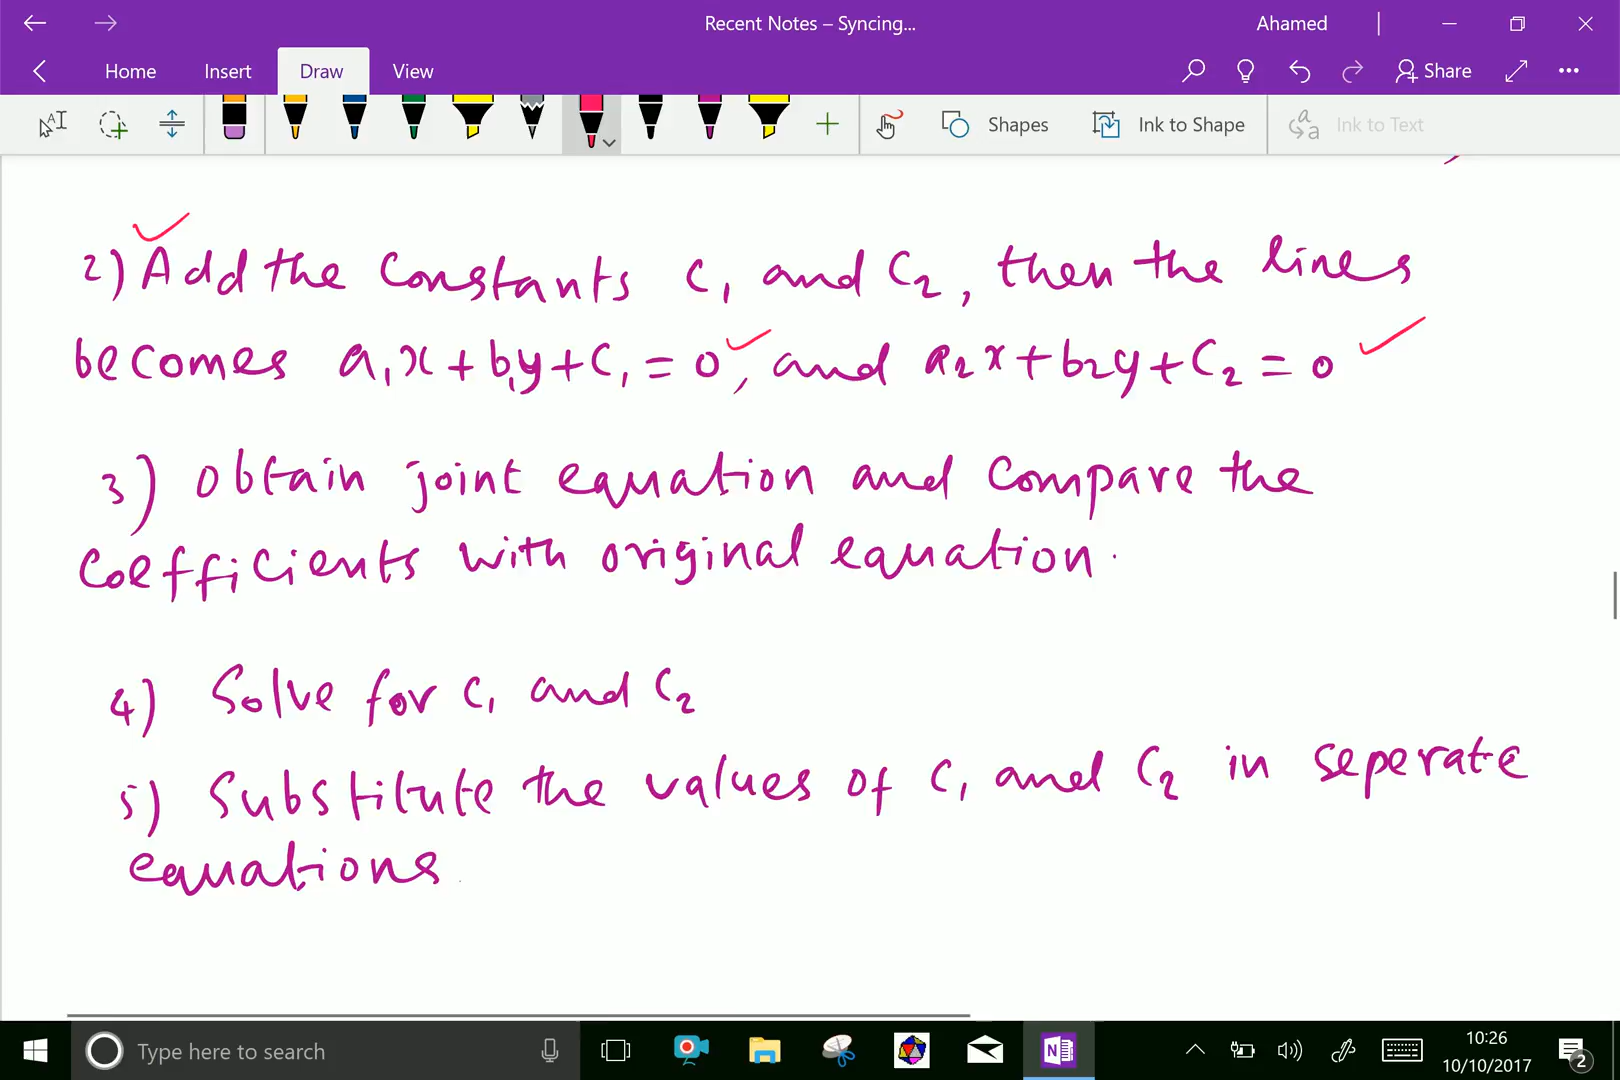 Recent Notes – Syncing...
Ahamed
Home Insert Draw View
Share
Shapes Ink to Shape Ink to Text
2) Add the constants C1 and C2, then the lines
becomes a1x + b1y + C1 = 0, and a2x + b2y + C2 = 0
3) Obtain joint equation and compare the
coefficients with original equation.
4) Solve for C1 and C2
5) Substitute the values of C1 and C2 in seperate
equations.
Type here to search
10:26
10/10/2017
2